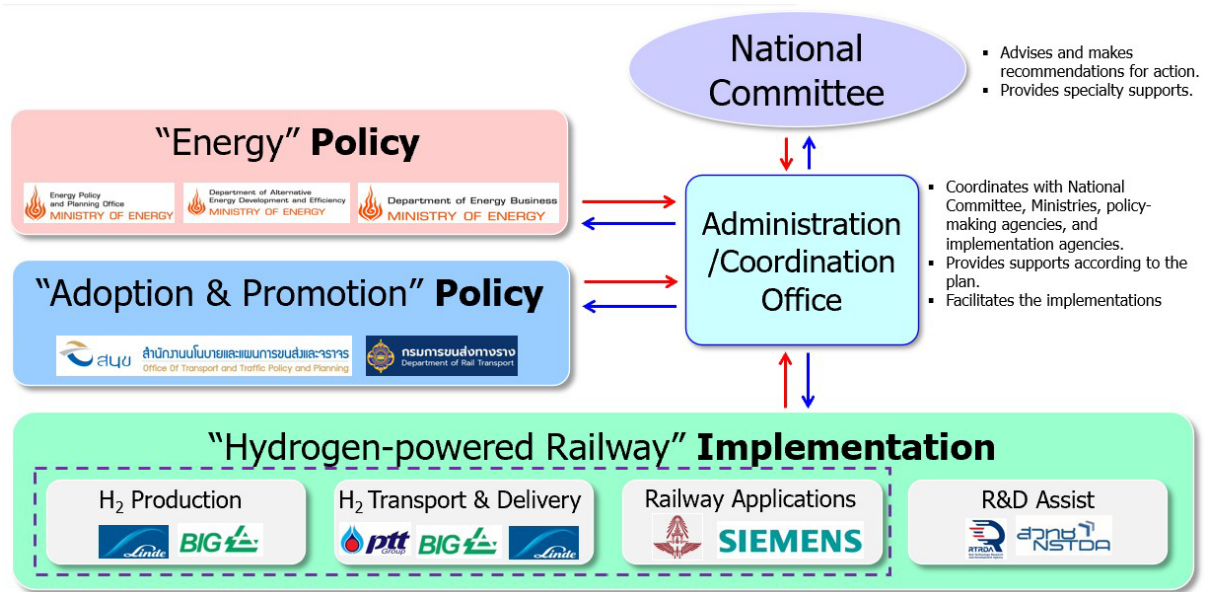 National
Committee
▪ Advises and makes
recommendations for action.
▪ Provides specialty supports.
“Energy” Policy
Energy Policy
and Planning Office
MINISTRY OF ENERGY
Department of Alternative
Energy Development and Efficiency
MINISTRY OF ENERGY
Department of Energy Business
MINISTRY OF ENERGY
Administration
/Coordination
Office
▪ Coordinates with National
Committee, Ministries, policy-
making agencies, and
implementation agencies.
▪ Provides supports according to the
plan.
▪ Facilitates the implementations
“Adoption & Promotion” Policy
สนข
สำนักงานนโยบายและแผนการขนส่งและจราจร
Office Of Transport and Traffic Policy and Planning
กรมการขนส่งทางราง
Department of Rail Transport
“Hydrogen-powered Railway” Implementation
H₂ Production
Linde
BIG
H₂ Transport & Delivery
ptt
Group
BIG
Linde
Railway Applications
SIEMENS
R&D Assist
RTRDA
สวทช
NSTDA